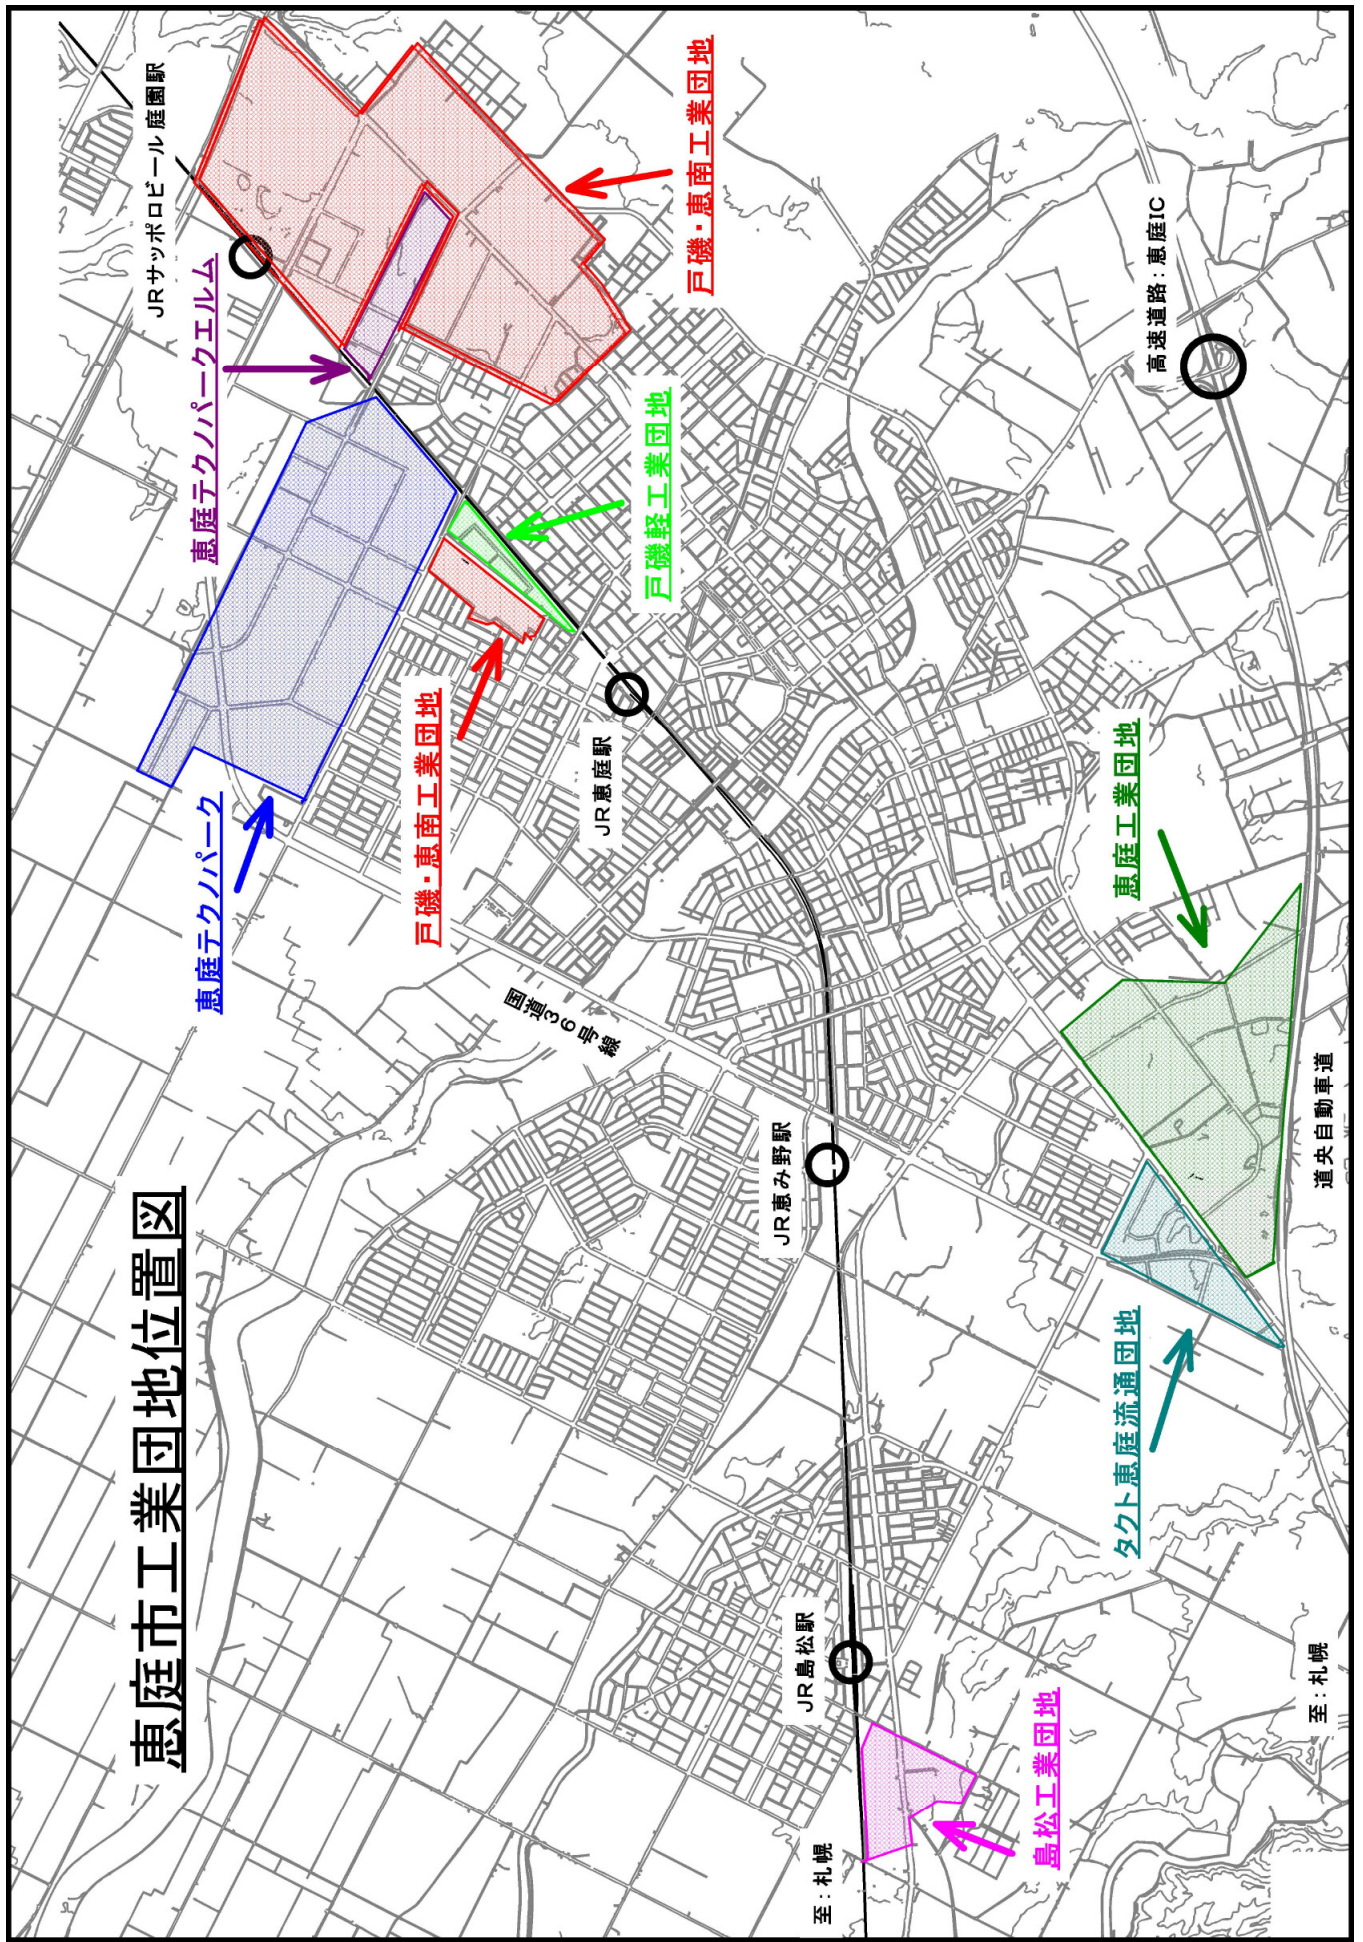 恵庭市工業団地位置図
JRサッポロビール庭園駅
恵庭テクノパークエルム
恵庭テクノパーク
戸磯・恵南工業団地
戸磯・恵南工業団地
戸磯軽工業団地
JR恵庭駅
国道36号線
JR恵み野駅
JR島松駅
至：札幌
島松工業団地
タクト恵庭流通団地
恵庭工業団地
高速道路：恵庭IC
道央自動車道
至：札幌